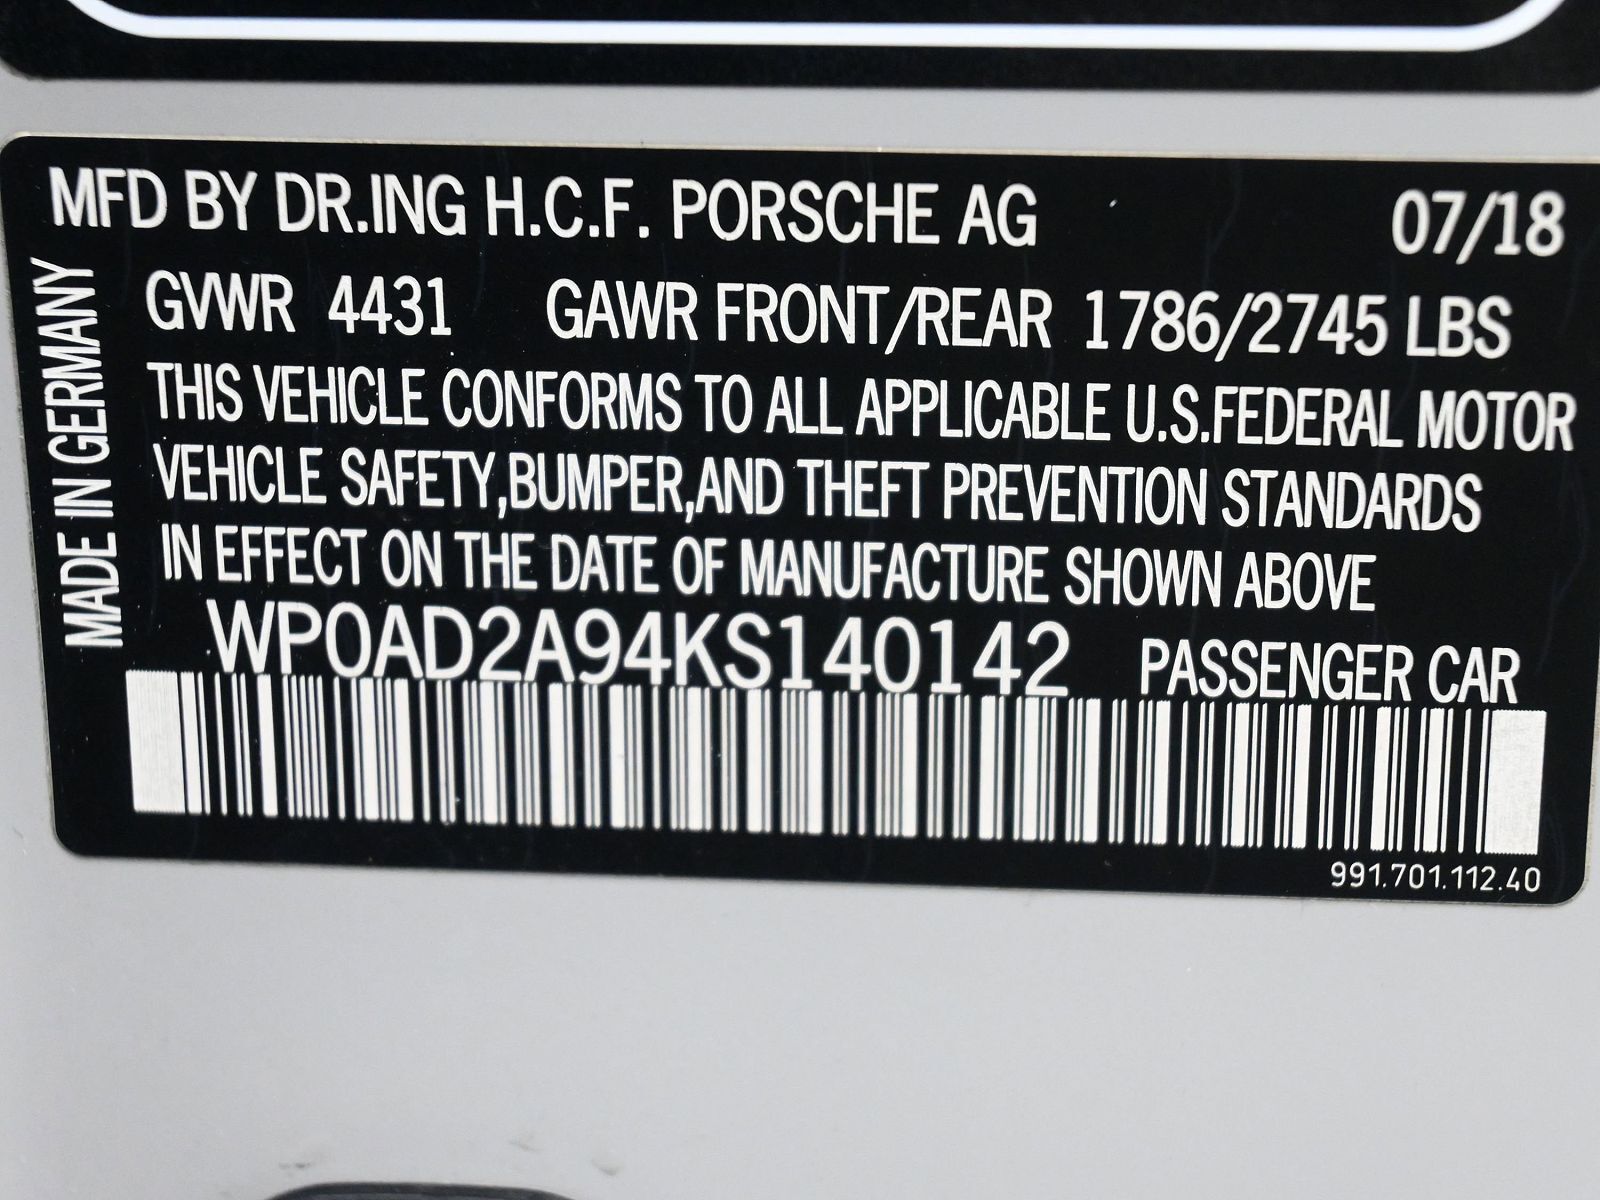 MFD BY DR.ING H.C.F. PORSCHE AG 07/18
GVWR 4431 GAWR FRONT/REAR 1786/2745 LBS
THIS VEHICLE CONFORMS TO ALL APPLICABLE U.S.FEDERAL MOTOR
VEHICLE SAFETY,BUMPER,AND THEFT PREVENTION STANDARDS
IN EFFECT ON THE DATE OF MANUFACTURE SHOWN ABOVE
WP0AD2A94KS140142 PASSENGER CAR
991.701.112.40
MADE IN GERMANY